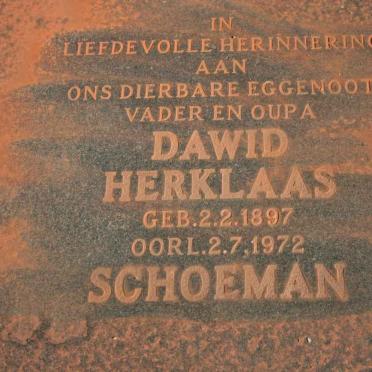 IN
LIEFDEVOLLE HERINNERING
AAN
ONS DIERBARE EGGENOOT
VADER EN OUPA
DAWID
HERKLAAS
GEB.2.2.1897
OORL.2.7,1972
SCHOEMAN